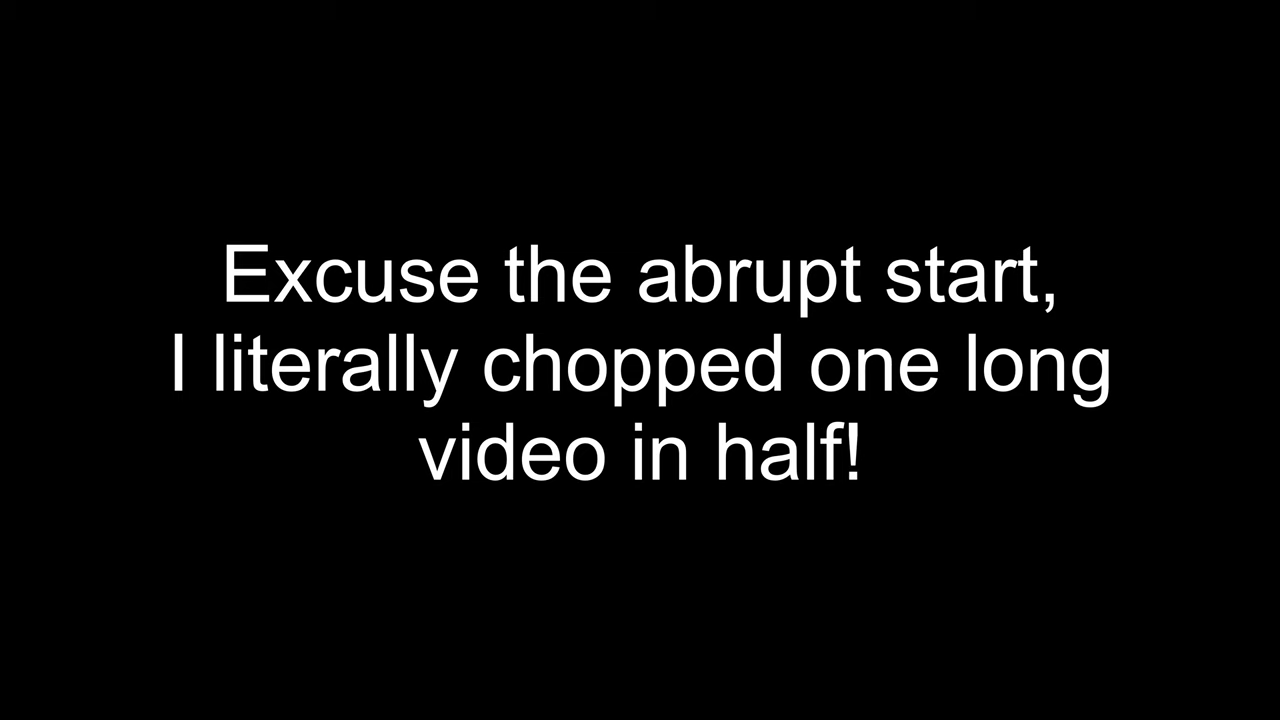 Excuse the abrupt start,
I literally chopped one long
video in half!